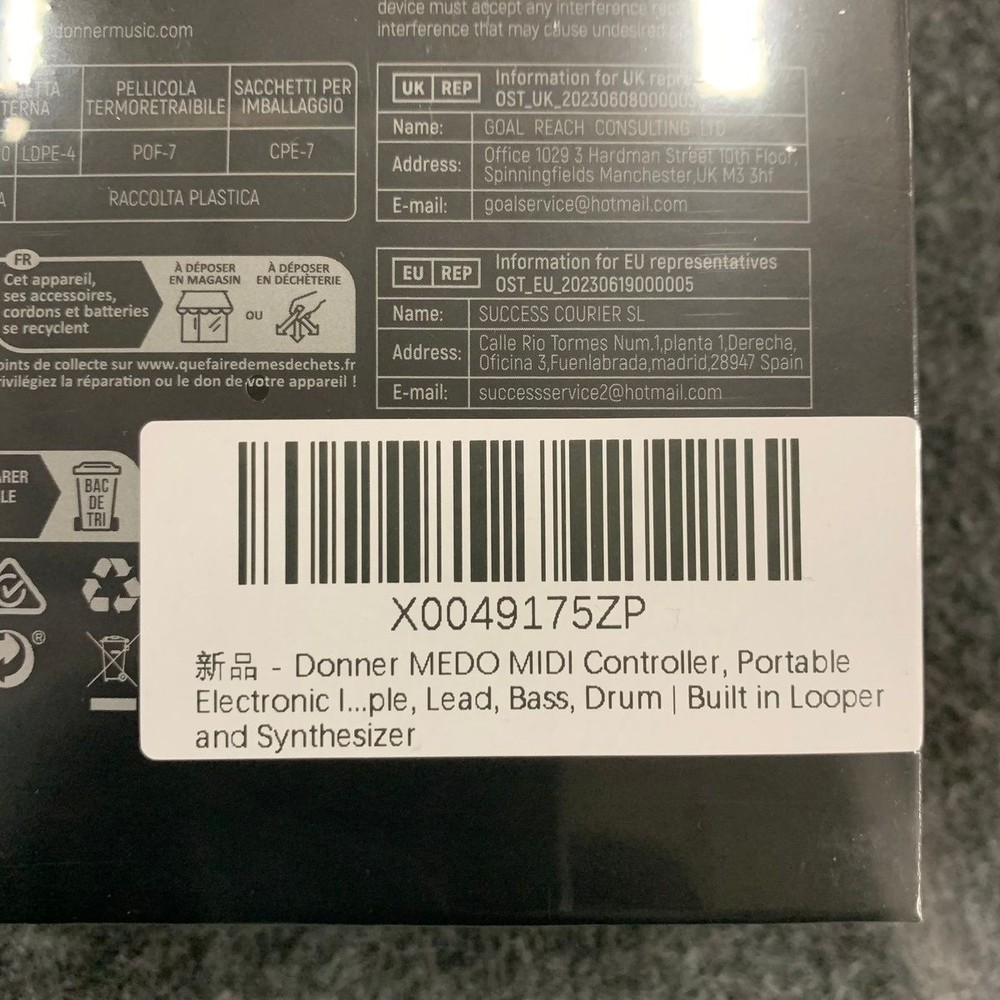 donnermusic.com
device must accept any interference
interference that may cause undesired
TERNA
PELLICOLA
TERMORETRAIBILE
SACCHETTI PER
IMBALLAGGIO
LDPE-4
POF-7
CPE-7
RACCOLTA PLASTICA
UK REP
Information for UK
OST_UK_20230608000003
Name: GOAL REACH CONSULTING LTD
Address: Office 1029 3 Hardman Street 10th Floor,
Spinningfields Manchester,UK M3 3hf
E-mail: goalservice@hotmail.com
FR
Cet appareil,
ses accessoires,
cordons et batteries
se recyclent
À DÉPOSER
EN MAGASIN
OU
À DÉPOSER
EN DÉCHÈTERIE
oints de collecte sur www.quefairedemesdechets.fr
rivilégiez la réparation ou le don de votre appareil !
EU REP
Information for EU representatives
OST_EU_20230619000005
Name: SUCCESS COURIER SL
Address: Calle Rio Tormes Num.1,planta 1,Derecha,
Oficina 3,Fuenlabrada,madrid,28947 Spain
E-mail: successservice2@hotmail.com
ARER
LE
BAC
DE
TRI
®
X0049175ZP
新品 - Donner MEDO MIDI Controller, Portable
Electronic I...ple, Lead, Bass, Drum | Built in Looper
and Synthesizer